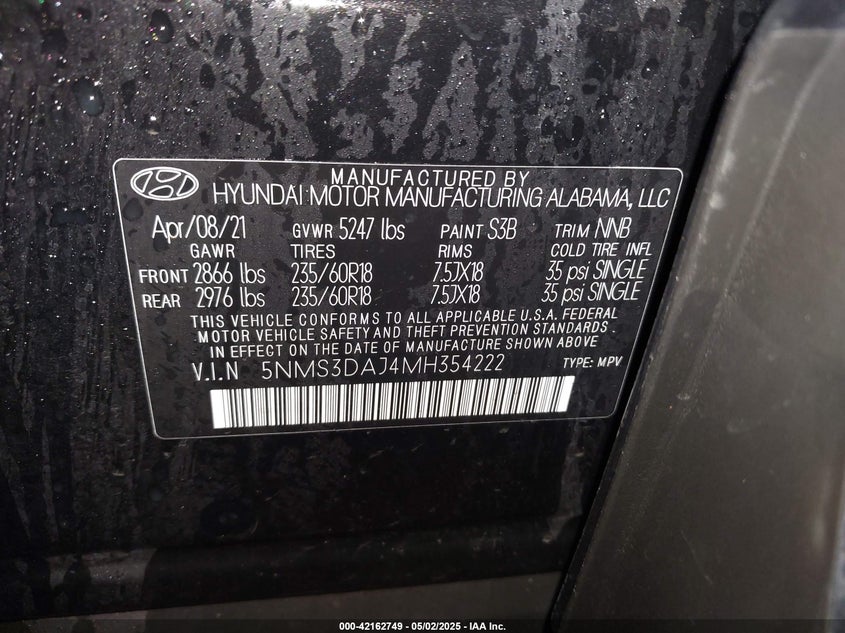 MANUFACTURED BY
HYUNDAI MOTOR MANUFACTURING ALABAMA, LLC
Apr/08/21 GVWR 5247 lbs PAINT S3B TRIM NNB
GAWR TIRES RIMS COLD TIRE INFL
FRONT 2866 lbs 235/60R18 7.5JX18 35 psi SINGLE
REAR 2976 lbs 235/60R18 7.5JX18 35 psi SINGLE
THIS VEHICLE CONFORMS TO ALL APPLICABLE U.S.A. FEDERAL
MOTOR VEHICLE SAFETY AND THEFT PREVENTION STANDARDS.
IN EFFECT ON THE DATE OF MANUFACTURE SHOWN ABOVE
V.I.N 5NMS3DAJ4MH354222 TYPE: MPV
000-42162749 - 05/02/2025 - IAA Inc.